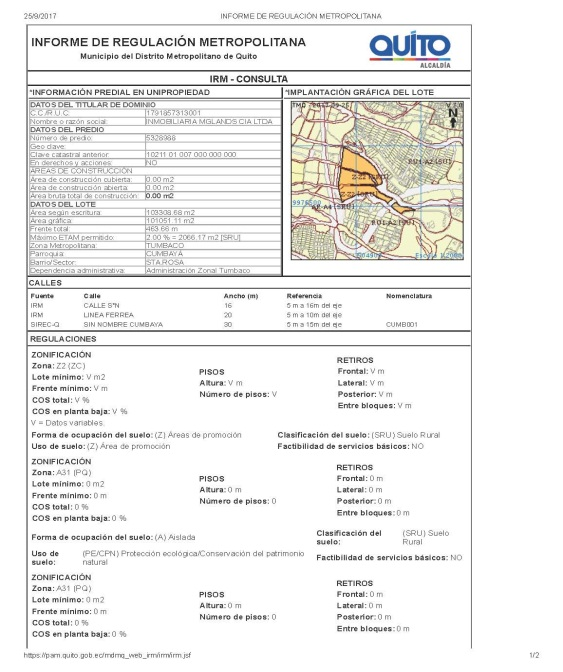 25/9/2017 INFORME DE REGULACIÓN METROPOLITANA
INFORME DE REGULACIÓN METROPOLITANA
Municipio del Distrito Metropolitano de Quito
QUITO
ALCALDÍA
IRM - CONSULTA
*INFORMACIÓN PREDIAL EN UNIPROPIEDAD
*IMPLANTACIÓN GRÁFICA DEL LOTE
DATOS DEL TITULAR DE DOMINIO
C.C./R.U.C: 1791857313001
Nombre o razón social: INMOBILIARIA MGLANDS CIA LTDA
DATOS DEL PREDIO
Número de predio: 5328988
Geo clave:
Clave catastral anterior: 10211 01 007 000 000 000
En derechos y acciones: NO
ÁREAS DE CONSTRUCCIÓN
Área de construcción cubierta: 0.00 m2
Área de construcción abierta: 0.00 m2
Área bruta total de construcción: 0.00 m2
DATOS DEL LOTE
Área según escritura: 103308.68 m2
Área gráfica: 101051.11 m2
Frente total: 463.66 m
Máximo ETAM permitido: 2.00 % = 2066.17 m2 [SRU]
Zona Metropolitana: TUMBACO
Parroquia: CUMBAYÁ
Barrio/Sector: STA.ROSA
Dependencia administrativa: Administración Zonal Tumbaco
N
CALLES
Fuente Calle Ancho (m) Referencia Nomenclatura
IRM CALLE S*N 16 5 m a 16m del eje
IRM LINEA FERREA 20 5 m a 10m del eje
SIREC-Q SIN NOMBRE CUMBAYA 30 5 m a 15m del eje CUMB001
REGULACIONES
ZONIFICACIÓN
Zona: Z2 (ZC)
Lote mínimo: V m2
Frente mínimo: V m
COS total: V %
COS en planta baja: V %
V = Datos variables.
PISOS
Altura: V m
Número de pisos: V
RETIROS
Frontal: V m
Lateral: V m
Posterior: V m
Entre bloques: V m
Forma de ocupación del suelo: (Z) Áreas de promoción Clasificación del suelo: (SRU) Suelo Rural
Uso de suelo: (Z) Área de promoción Factibilidad de servicios básicos: NO
ZONIFICACIÓN
Zona: A31 (PQ)
Lote mínimo: 0 m2
Frente mínimo: 0 m
COS total: 0 %
COS en planta baja: 0 %
PISOS
Altura: 0 m
Número de pisos: 0
RETIROS
Frontal: 0 m
Lateral: 0 m
Posterior: 0 m
Entre bloques: 0 m
Forma de ocupación del suelo: (A) Aislada
Clasificación del suelo: (SRU) Suelo Rural
Uso de suelo: (PE/CPN) Protección ecológica/Conservación del patrimonio natural
Factibilidad de servicios básicos: NO
ZONIFICACIÓN
Zona: A31 (PQ)
Lote mínimo: 0 m2
Frente mínimo: 0 m
COS total: 0 %
COS en planta baja: 0 %
PISOS
Altura: 0 m
Número de pisos: 0
RETIROS
Frontal: 0 m
Lateral: 0 m
Posterior: 0 m
Entre bloques: 0 m
https://pam.quito.gob.ec/mdmq_web_irm/irm/irm.jsf 1/2